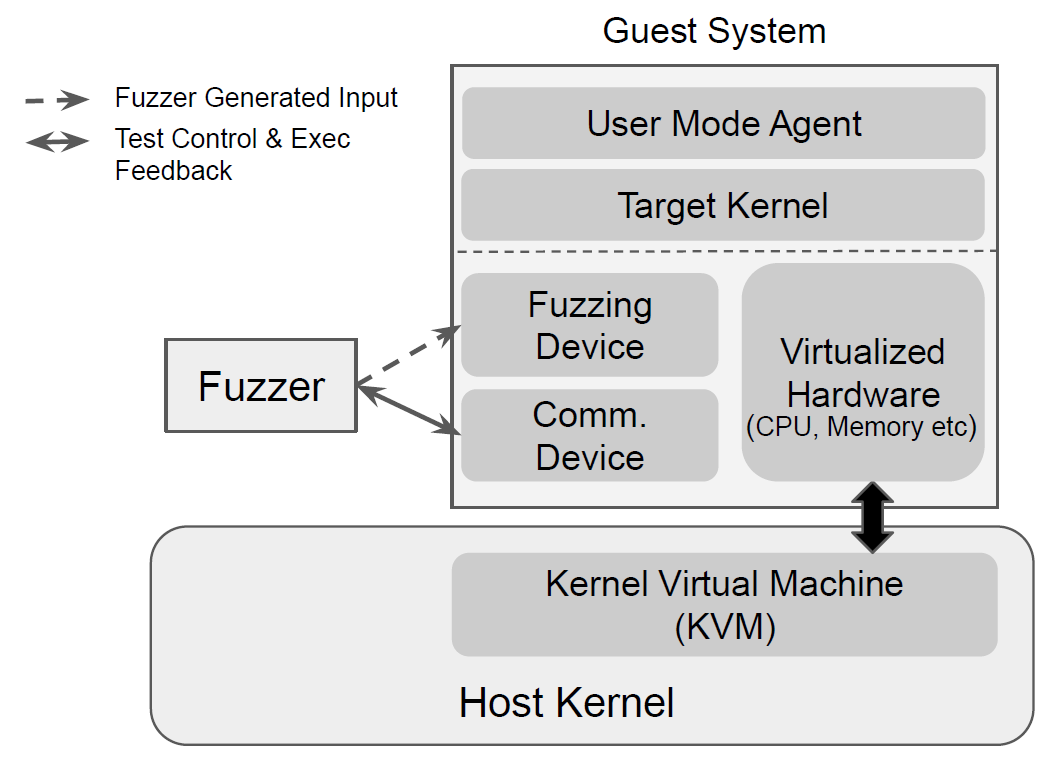 Guest System
Fuzzer Generated Input
Test Control & Exec
Feedback
User Mode Agent
Target Kernel
Fuzzing
Device
Virtualized
Hardware
(CPU, Memory etc)
Fuzzer
Comm.
Device
Kernel Virtual Machine
(KVM)
Host Kernel